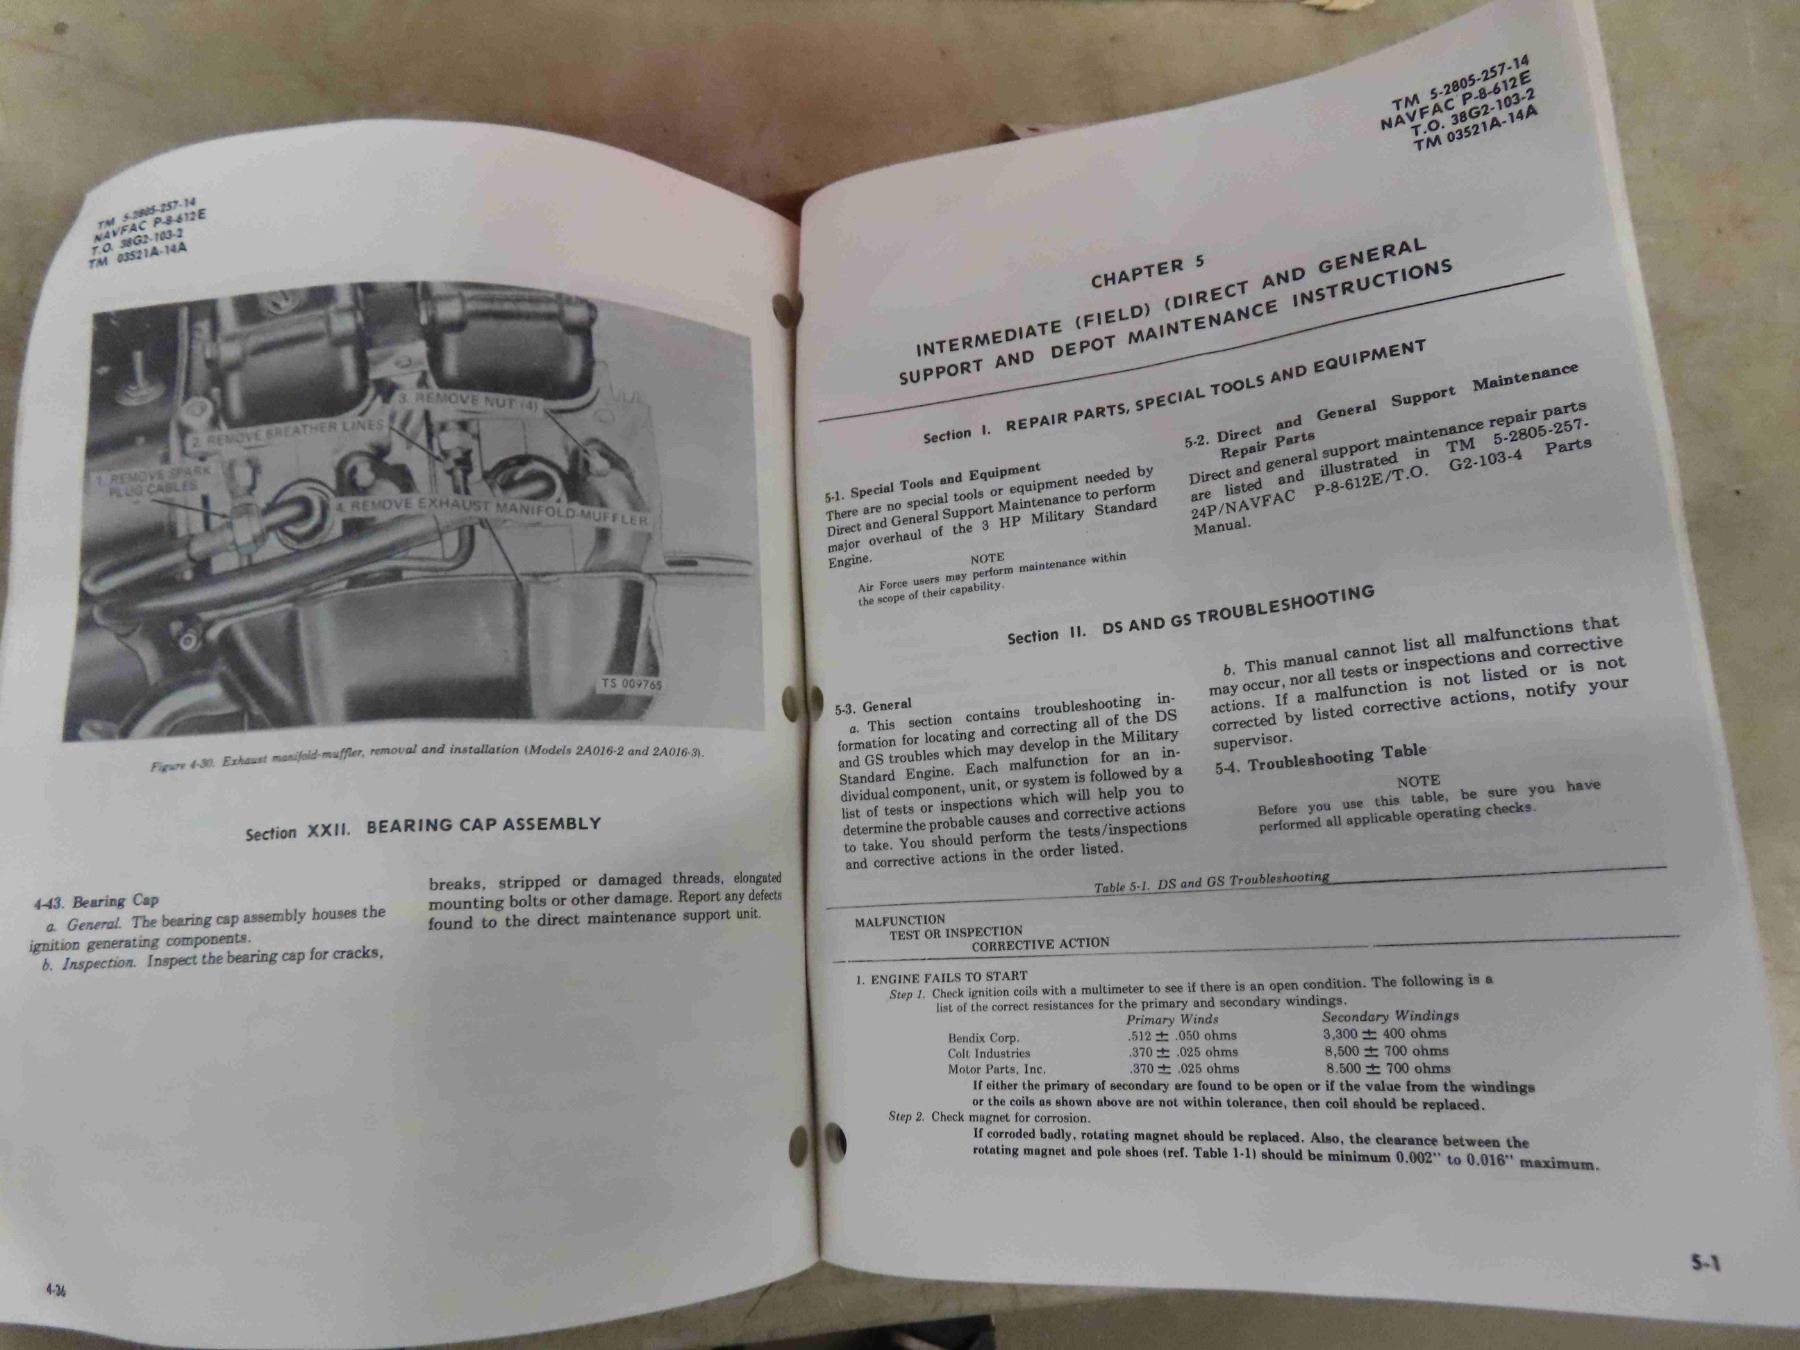 TM 5-2805-257-14
NAVFAC P-8-612E
T.O. 38G2-103-2
TM 03521A-14A
1. REMOVE SPARK
PLUG CABLES
2. REMOVE BREATHER LINES
3. REMOVE NUT (4)
4. REMOVE EXHAUST MANIFOLD-MUFFLER
TS 009765
Figure 4-30. Exhaust manifold-muffler, removal and installation (Models 2A016-2 and 2A016-3).
Section XXII. BEARING CAP ASSEMBLY
4-43. Bearing Cap
a. General. The bearing cap assembly houses the
ignition generating components.
b. Inspection. Inspect the bearing cap for cracks,
breaks, stripped or damaged threads, elongated
mounting bolts or other damage. Report any defects
found to the direct maintenance support unit.
4-36
TM 5-2805-257-14
NAVFAC P-8-612E
T.O. 38G2-103-2
TM 03521A-14A
CHAPTER 5
INTERMEDIATE (FIELD) (DIRECT AND GENERAL
SUPPORT AND DEPOT MAINTENANCE INSTRUCTIONS
Section I. REPAIR PARTS, SPECIAL TOOLS AND EQUIPMENT
5-1. Special Tools and Equipment
There are no special tools or equipment needed by
Direct and General Support Maintenance to perform
major overhaul of the 3 HP Military Standard
Engine.
NOTE
Air Force users may perform maintenance within
the scope of their capability.
5-2. Direct and General Support Maintenance
Repair Parts
Direct and general support maintenance repair parts
are listed and illustrated in TM 5-2805-257-
24P/NAVFAC P-8-612E/T.O. G2-103-4 Parts
Manual.
Section II. DS AND GS TROUBLESHOOTING
5-3. General
a. This section contains troubleshooting in-
formation for locating and correcting all of the DS
and GS troubles which may develop in the Military
Standard Engine. Each malfunction for an in-
dividual component, unit, or system is followed by a
list of tests or inspections which will help you to
determine the probable causes and corrective actions
to take. You should perform the tests/inspections
and corrective actions in the order listed.
b. This manual cannot list all malfunctions that
may occur, nor all tests or inspections and corrective
actions. If a malfunction is not listed or is not
corrected by listed corrective actions, notify your
supervisor.
5-4. Troubleshooting Table
NOTE
Before you use this table, be sure you have
performed all applicable operating checks.
Table 5-1. DS and GS Troubleshooting
MALFUNCTION
TEST OR INSPECTION
CORRECTIVE ACTION
1. ENGINE FAILS TO START
Step 1. Check ignition coils with a multimeter to see if there is an open condition. The following is a
list of the correct resistances for the primary and secondary windings.
Primary Winds Secondary Windings
Bendix Corp. .512 ± .050 ohms 3,300 ± 400 ohms
Colt Industries .370 ± .025 ohms 8,500 ± 700 ohms
Motor Parts, Inc. .370 ± .025 ohms 8.500 ± 700 ohms
If either the primary of secondary are found to be open or if the value from the windings
or the coils as shown above are not within tolerance, then coil should be replaced.
Step 2. Check magnet for corrosion.
If corroded badly, rotating magnet should be replaced. Also, the clearance between the
rotating magnet and pole shoes (ref. Table 1-1) should be minimum 0.002" to 0.016" maximum.
5-1